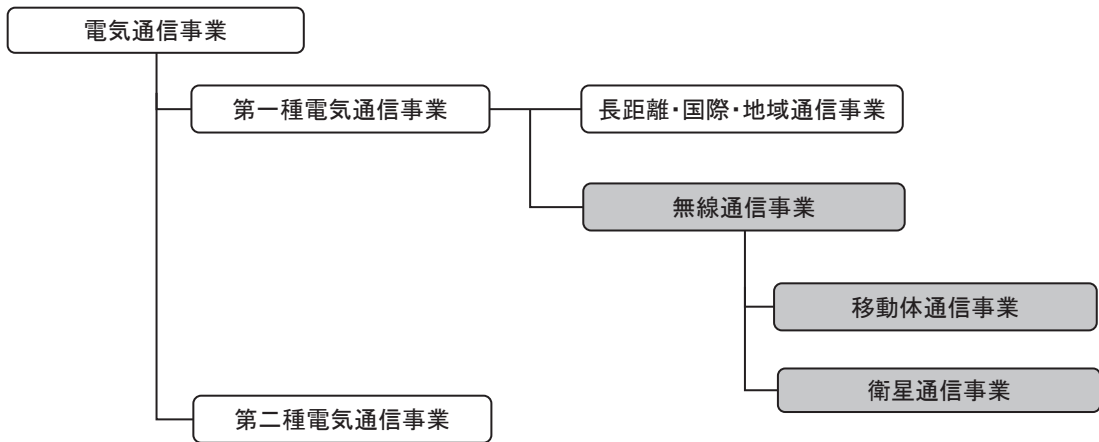 電気通信事業
第一種電気通信事業
長距離・国際・地域通信事業
無線通信事業
移動体通信事業
衛星通信事業
第二種電気通信事業